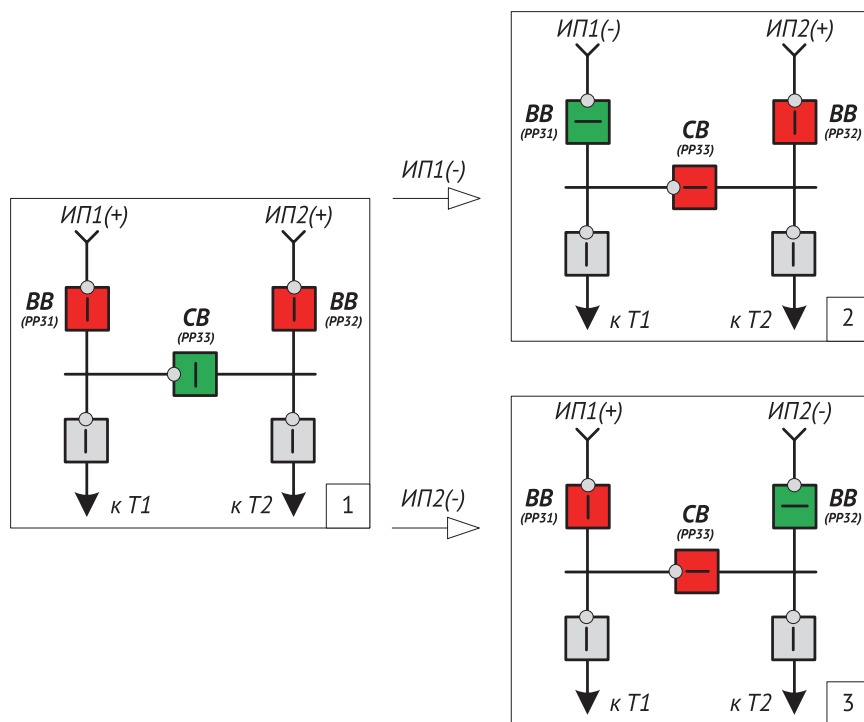 ИП1(+) ИП2(+)
ВВ СВ ВВ
(РР31) (РР33) (РР32)
к Т1 к Т2
1
ИП1(-)
ИП2(-)
ИП1(-) ИП2(+)
ВВ СВ ВВ
(РР31) (РР33) (РР32)
к Т1 к Т2
2
ИП1(+) ИП2(-)
ВВ СВ ВВ
(РР31) (РР33) (РР32)
к Т1 к Т2
3